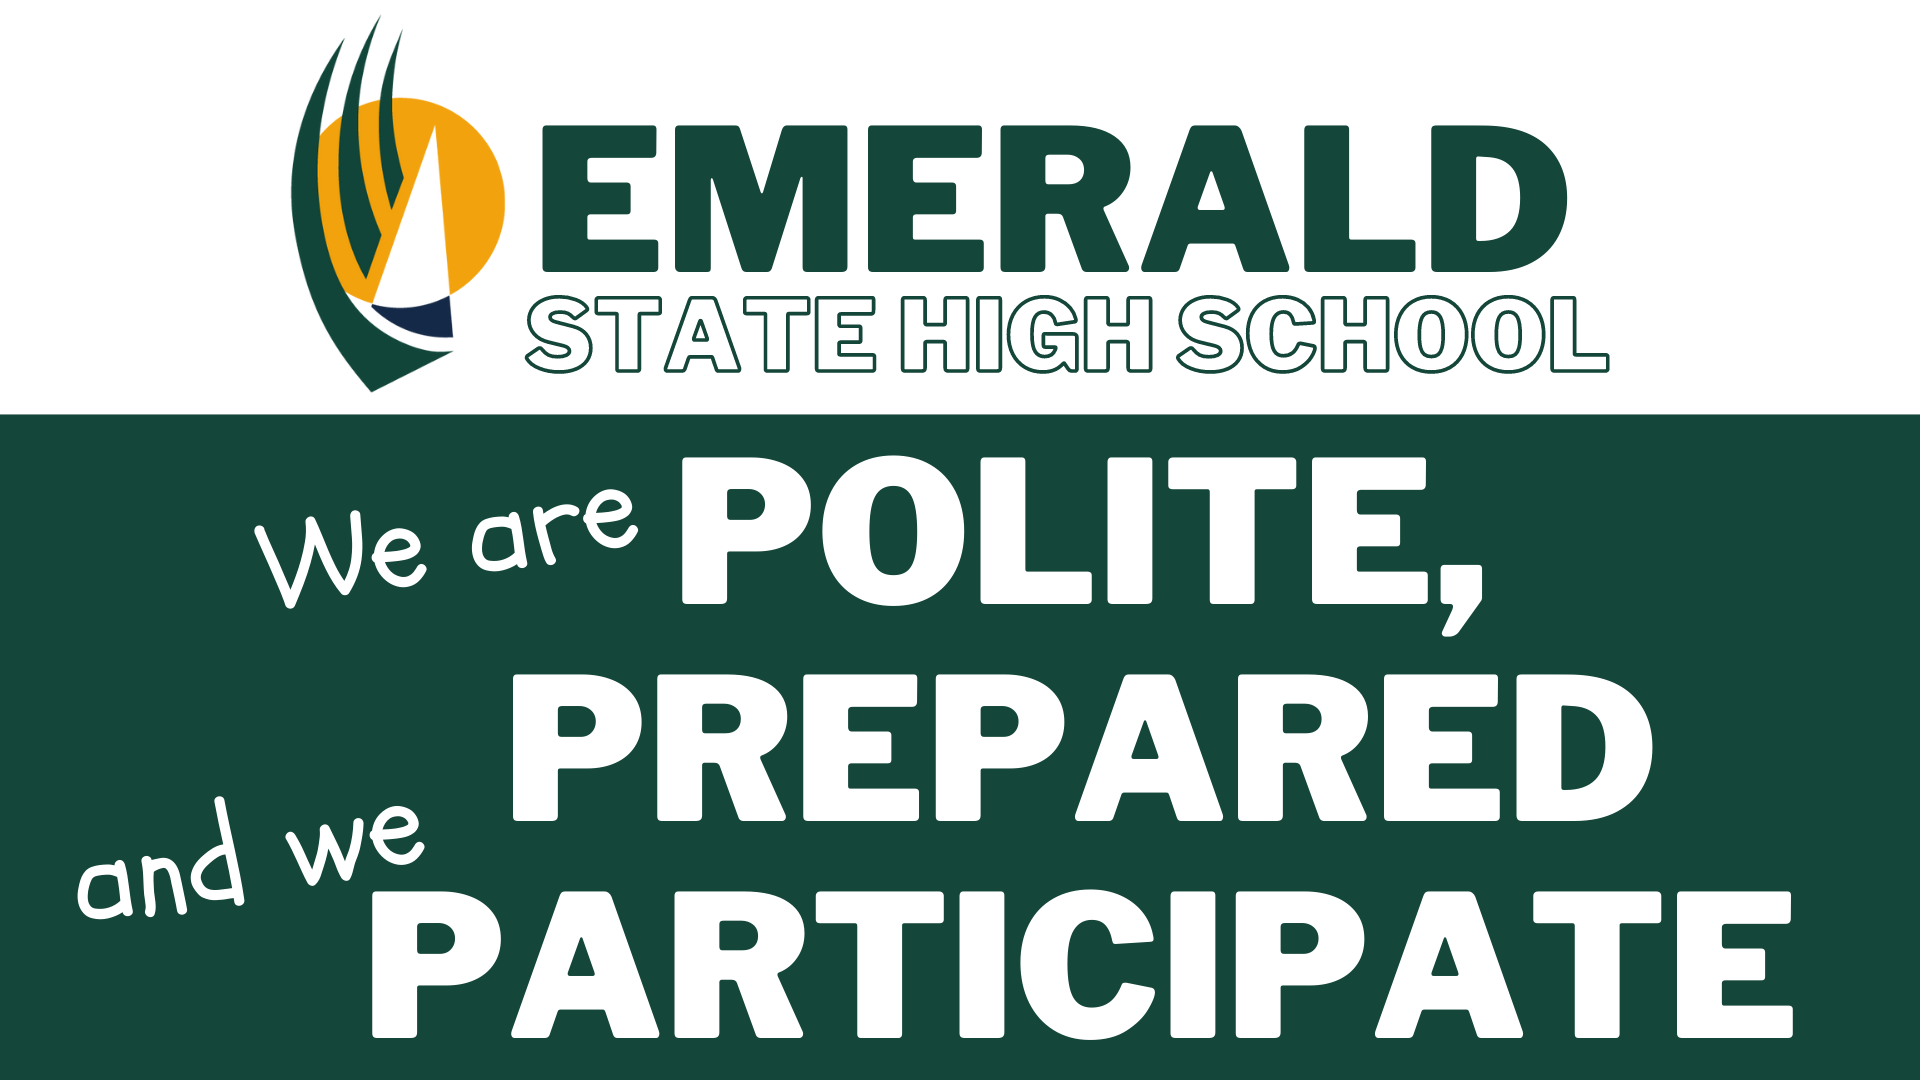 EMERALD
STATE HIGH SCHOOL
We are POLITE,
PREPARED
and we
PARTICIPATE